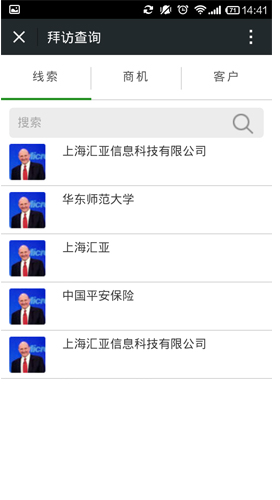 71 14:41
拜访查询
线索 商机 客户
搜索
上海汇亚信息科技有限公司
华东师范大学
上海汇亚
中国平安保险
上海汇亚信息科技有限公司